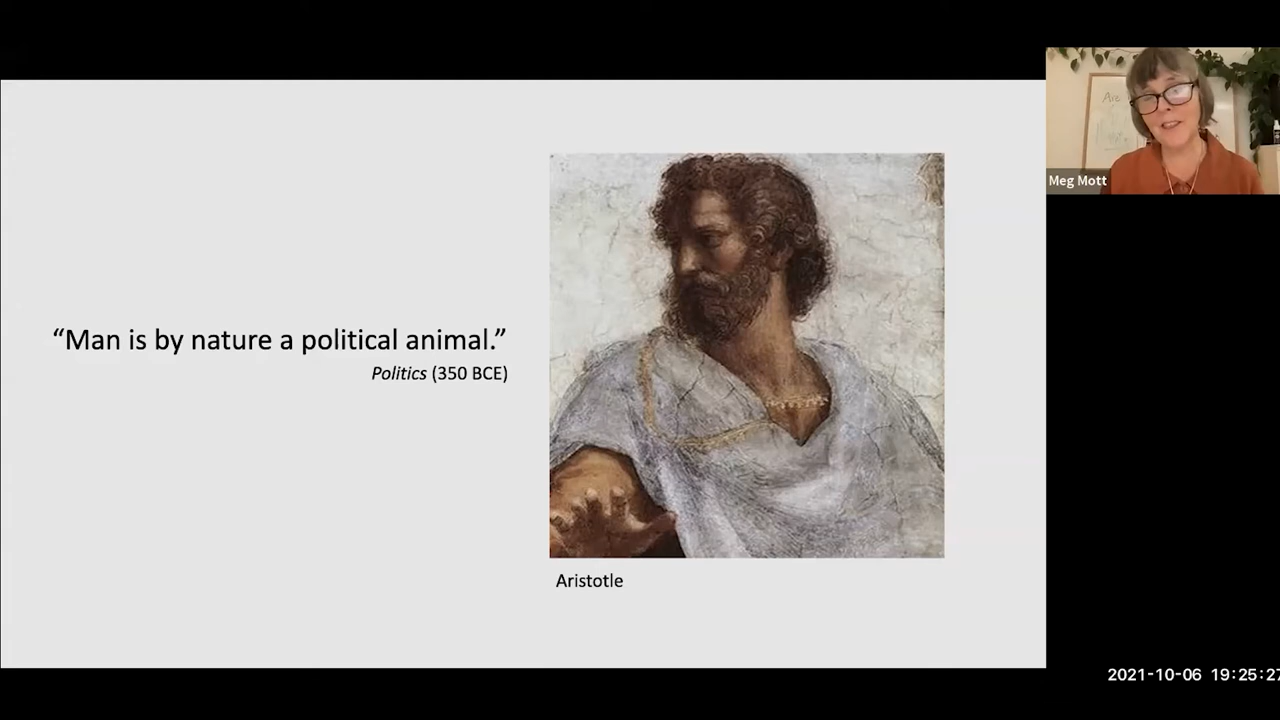 “Man is by nature a political animal.”
Politics (350 BCE)
Aristotle
Meg Mott
2021-10-06 19:25:27